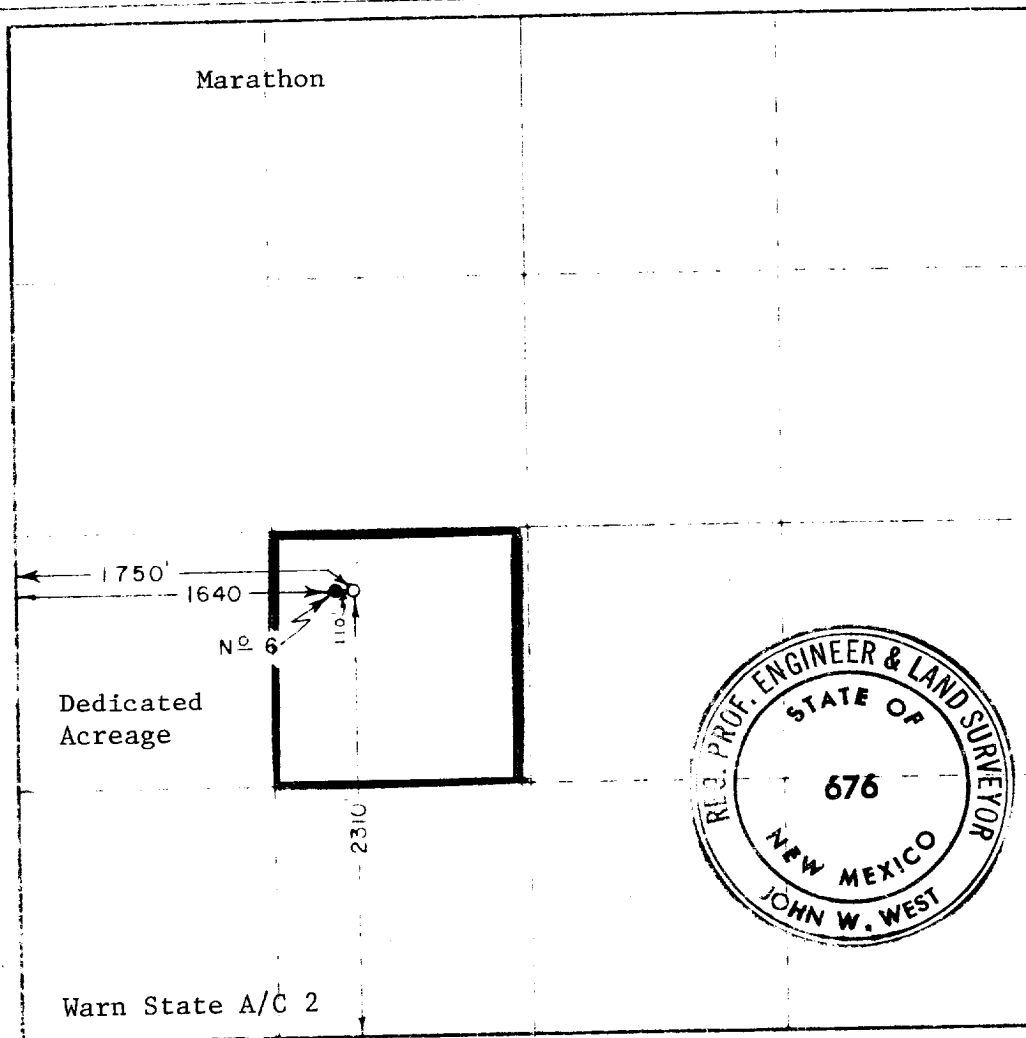 Marathon
1750'
1640
110'
Nº 6
Dedicated
Acreage
2310'
Warn State A/C 2
REG. PROF. ENGINEER & LAND SURVEYOR
STATE OF
676
NEW MEXICO
JOHN W. WEST